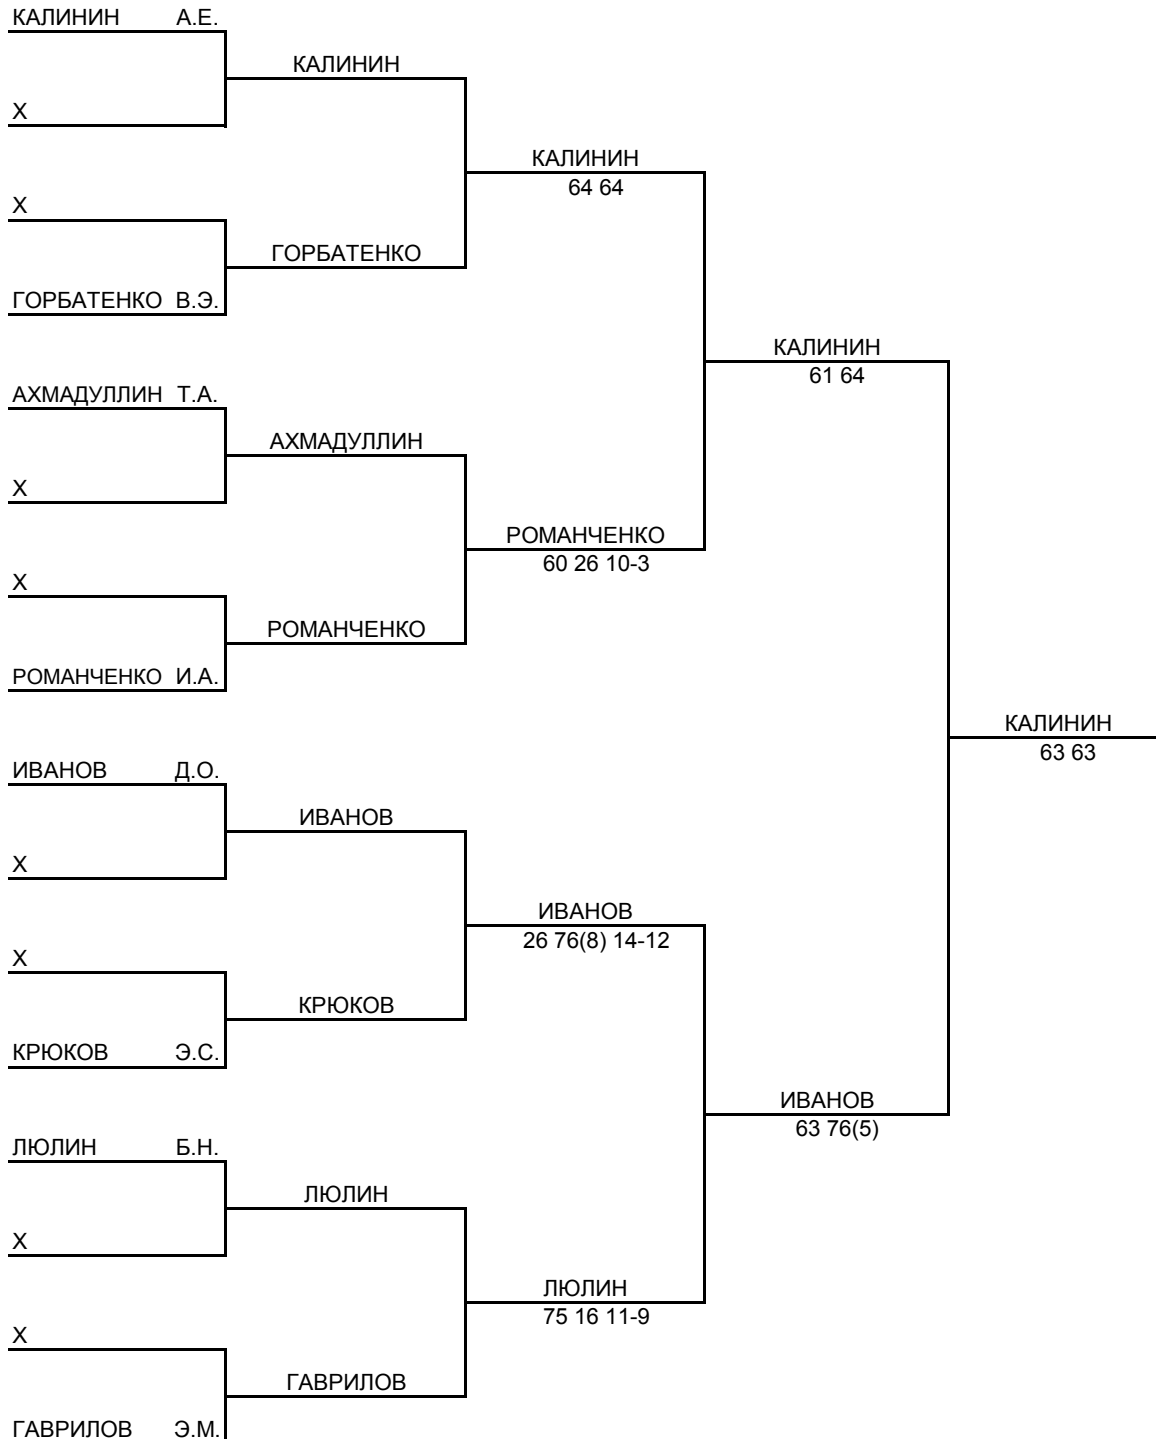 КАЛИНИН А.Е.
КАЛИНИН
X
КАЛИНИН
64 64
X
ГОРБАТЕНКО
ГОРБАТЕНКО В.Э.
КАЛИНИН
61 64
АХМАДУЛЛИН Т.А.
АХМАДУЛЛИН
X
РОМАНЧЕНКО
60 26 10-3
X
РОМАНЧЕНКО
РОМАНЧЕНКО И.А.
КАЛИНИН
63 63
ИВАНОВ Д.О.
ИВАНОВ
X
ИВАНОВ
26 76(8) 14-12
X
КРЮКОВ
КРЮКОВ Э.С.
ИВАНОВ
63 76(5)
ЛЮЛИН Б.Н.
ЛЮЛИН
X
ЛЮЛИН
75 16 11-9
X
ГАВРИЛОВ
ГАВРИЛОВ Э.М.